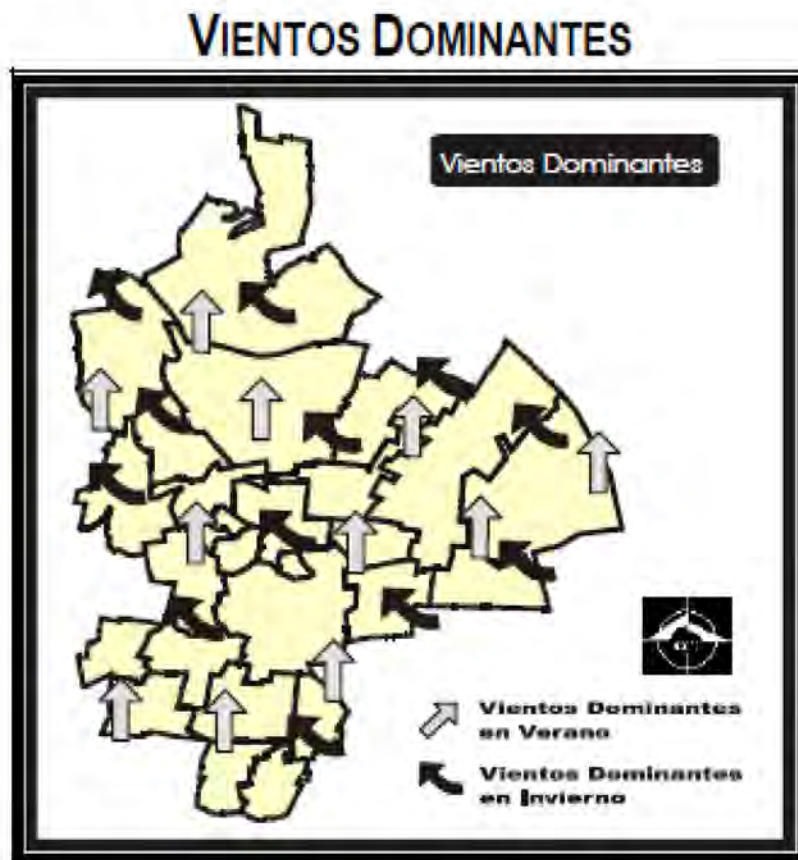 VIENTOS DOMINANTES
Vientos Dominantes
Vientos Dominantes
en Verano
Vientos Dominantes
en Invierno